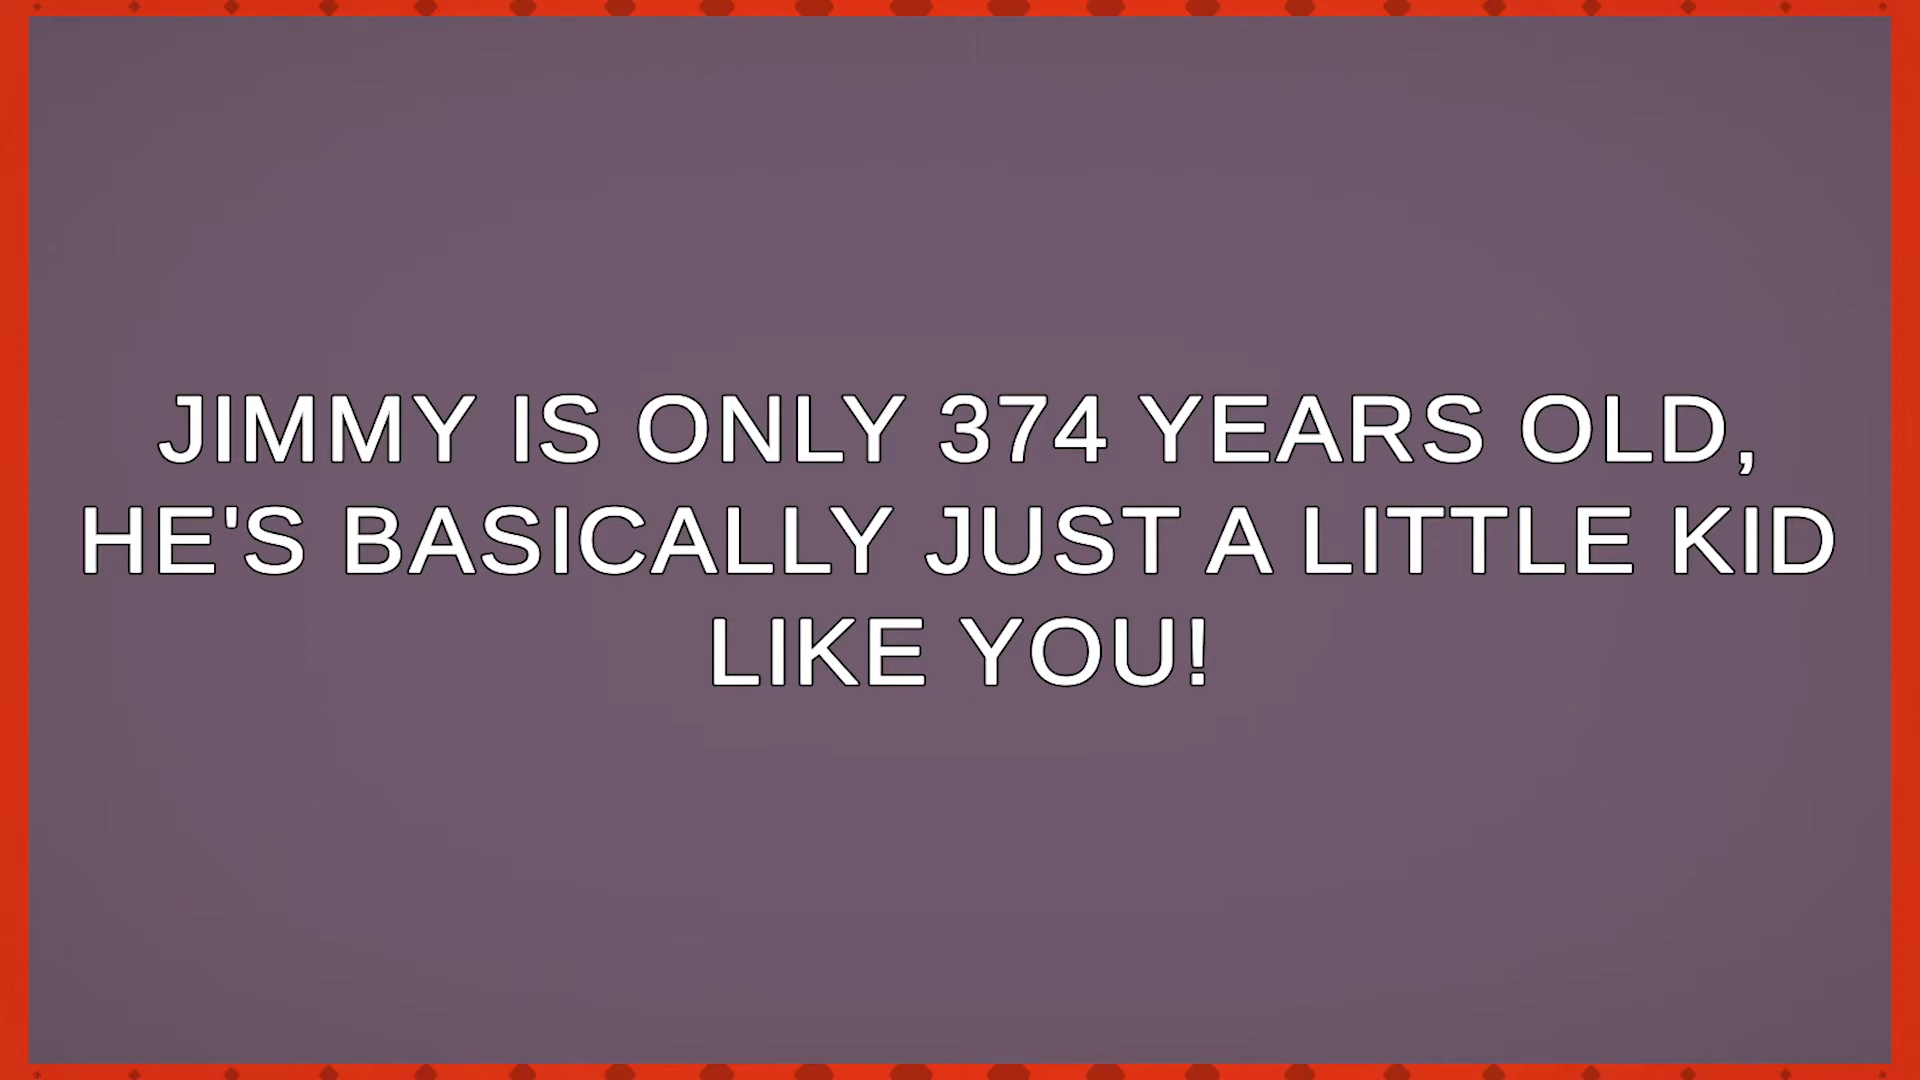 JIMMY IS ONLY 374 YEARS OLD,
HE'S BASICALLY JUST A LITTLE KID
LIKE YOU!